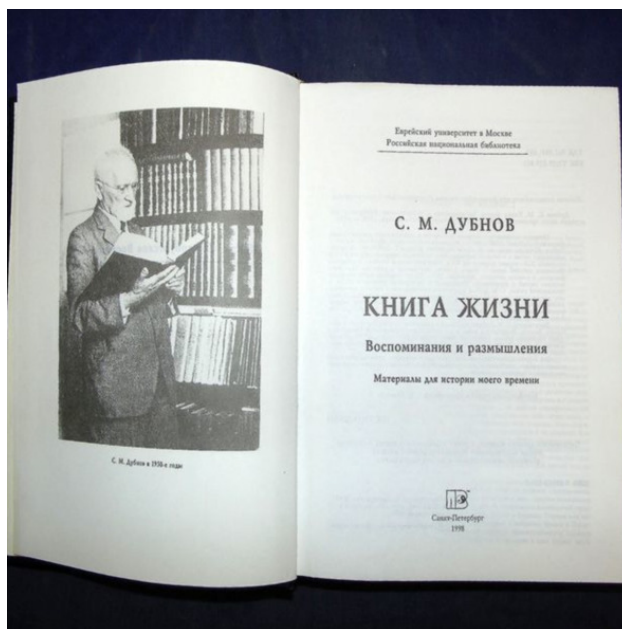 С. М. Дубнов в 1930-е годы
Еврейский университет в Москве
Российская национальная библиотека
С. М. ДУБНОВ
КНИГА ЖИЗНИ
Воспоминания и размышления
Материалы для истории моего времени
Санкт-Петербург
1998